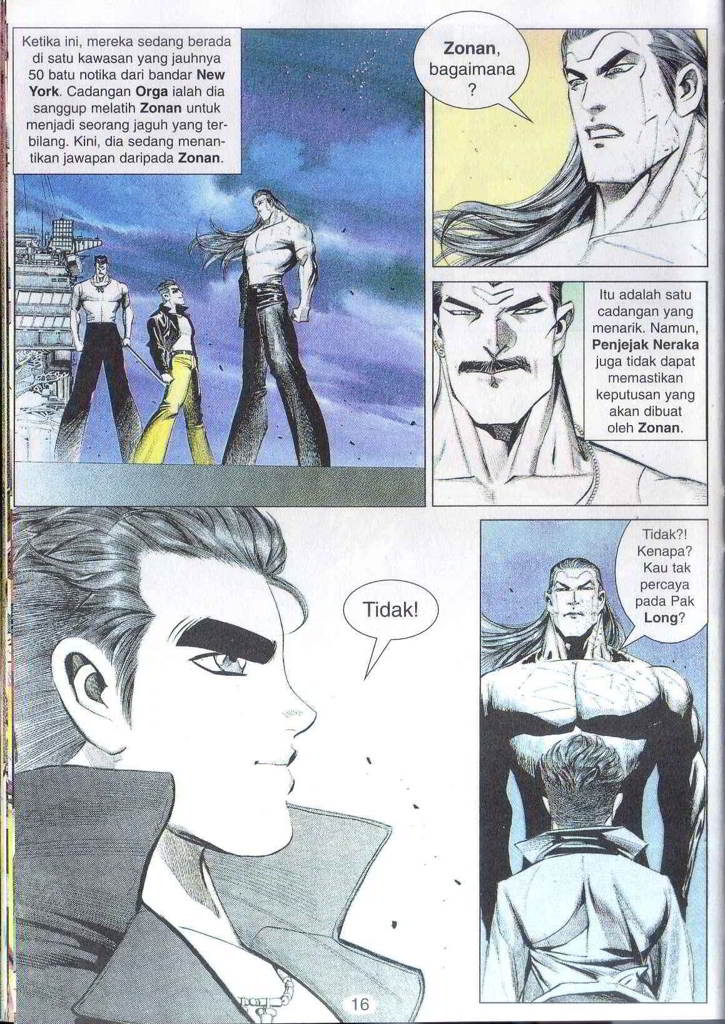 Ketika ini, mereka sedang berada
di satu kawasan yang jauhnya
50 batu notika dari bandar New
York. Cadangan Orga ialah dia
sanggup melatih Zonan untuk
menjadi seorang jaguh yang ter-
bilang. Kini, dia sedang menan-
tikan jawapan daripada Zonan.
Zonan,
bagaimana
?
Itu adalah satu
cadangan yang
menarik. Namun,
Penjejak Neraka
juga tidak dapat
memastikan
keputusan yang
akan dibuat
oleh Zonan.
Tidak!
Tidak?!
Kenapa?
Kau tak
percaya
pada Pak
Long?
16